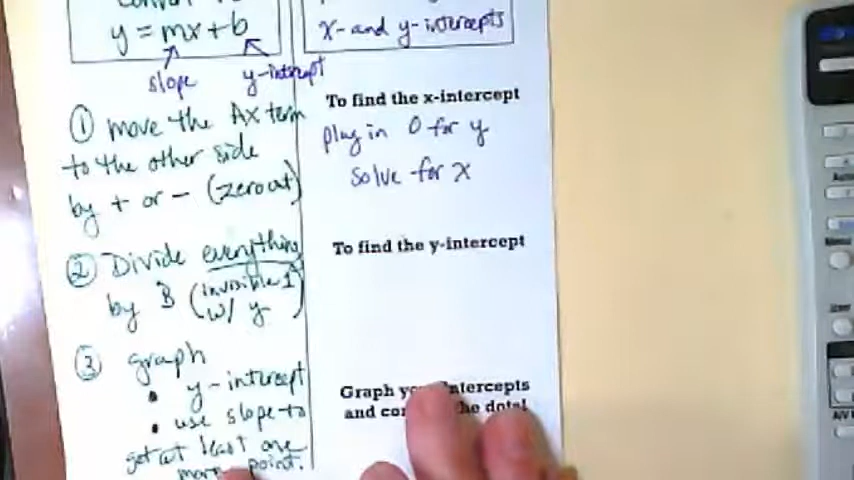 y = mx + b
slope
y-intercept
① move the Ax term
to the other side
by + or - (zero out)
② Divide everything
by B (invisible 1
w/ y)
③ graph
• y-intercept
• use slope to
get at least one
more point.
x- and y-intercepts
To find the x-intercept
plug in 0 for y
solve for x
To find the y-intercept
Graph intercepts
and the dots!